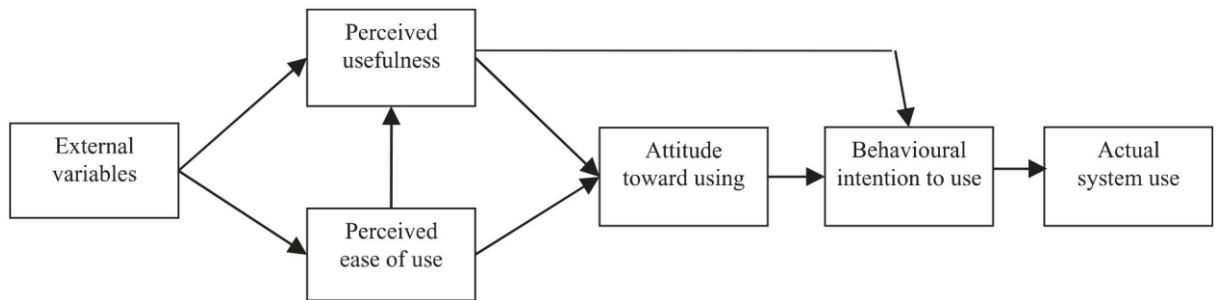 Perceived
usefulness
External
variables
Attitude
toward using
Behavioural
intention to use
Actual
system use
Perceived
ease of use